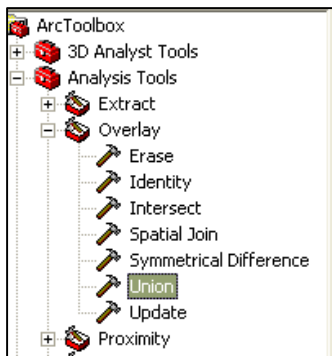 ArcToolbox
3D Analyst Tools
Analysis Tools
Extract
Overlay
Erase
Identity
Intersect
Spatial Join
Symmetrical Difference
Union
Update
Proximity